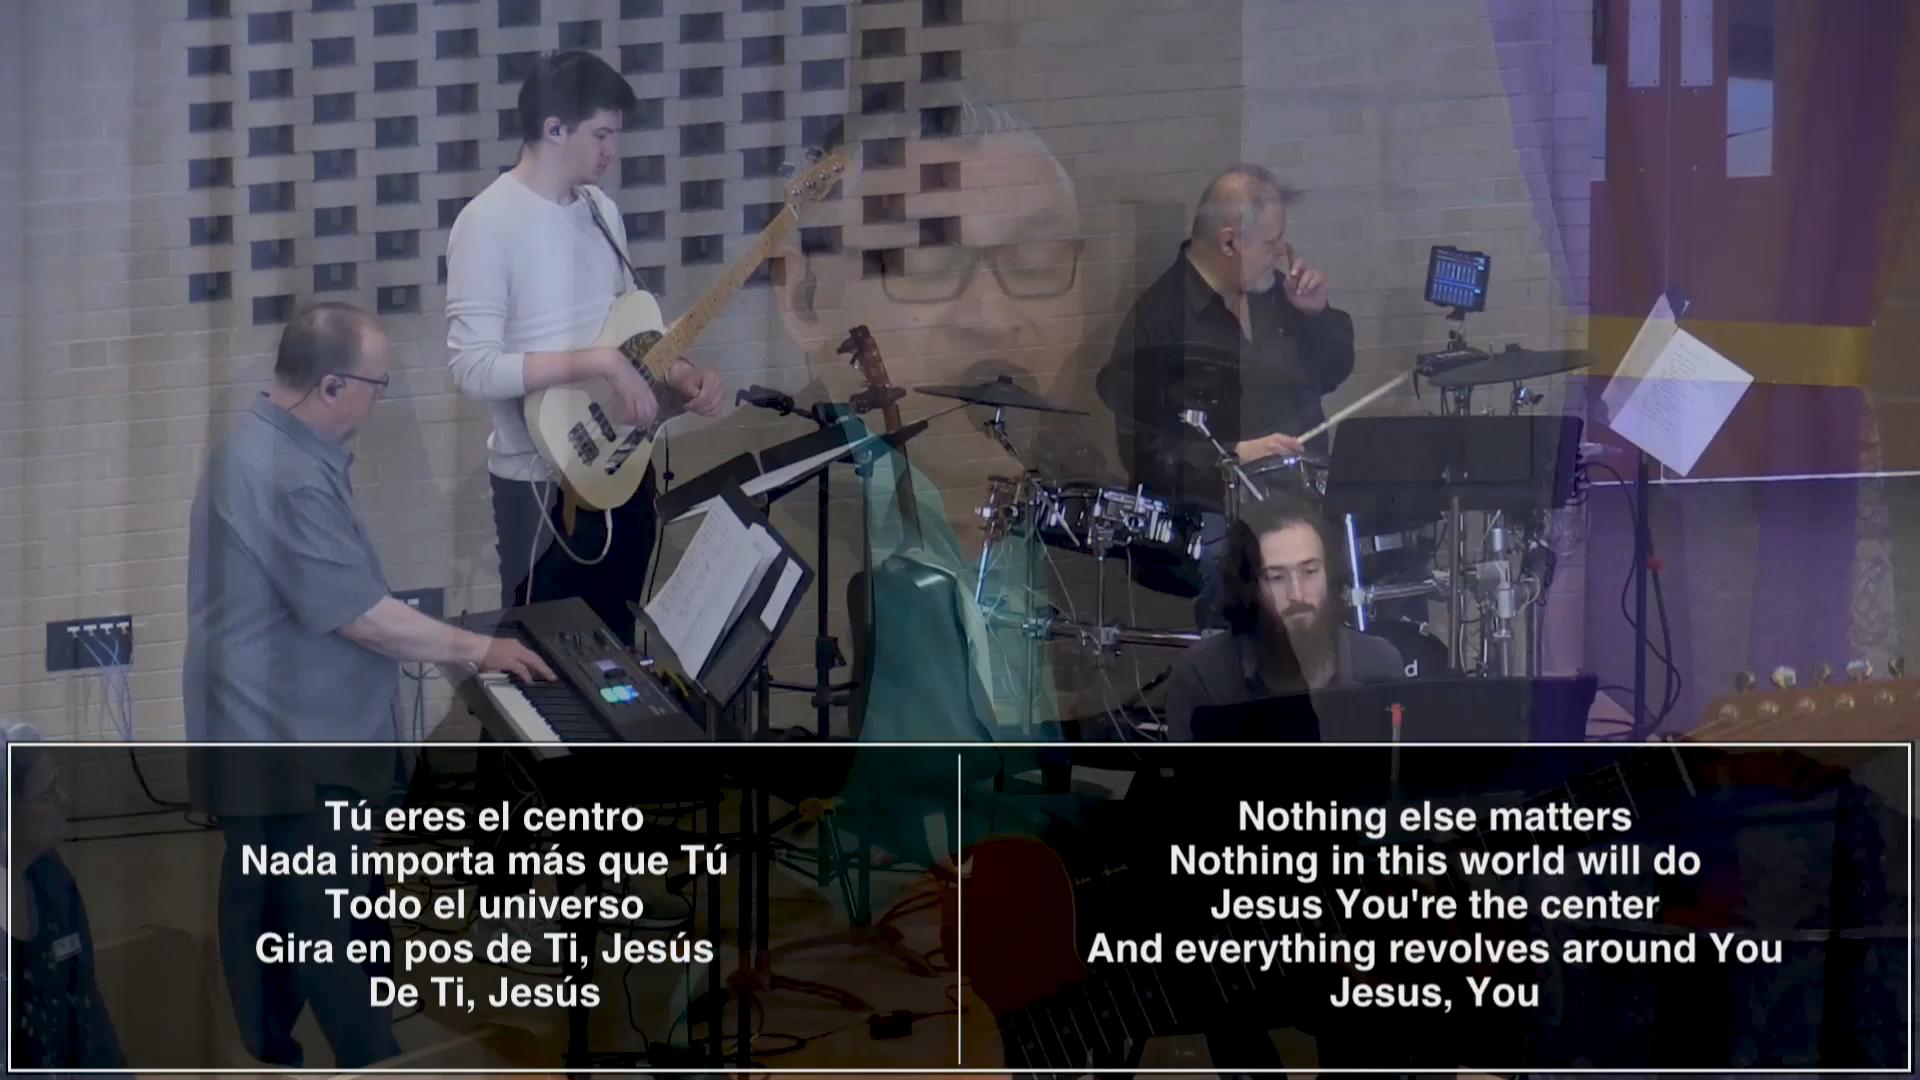 Tú eres el centro
Nada importa más que Tú
Todo el universo
Gira en pos de Ti, Jesús
De Ti, Jesús
Nothing else matters
Nothing in this world will do
Jesus You're the center
And everything revolves around You
Jesus, You